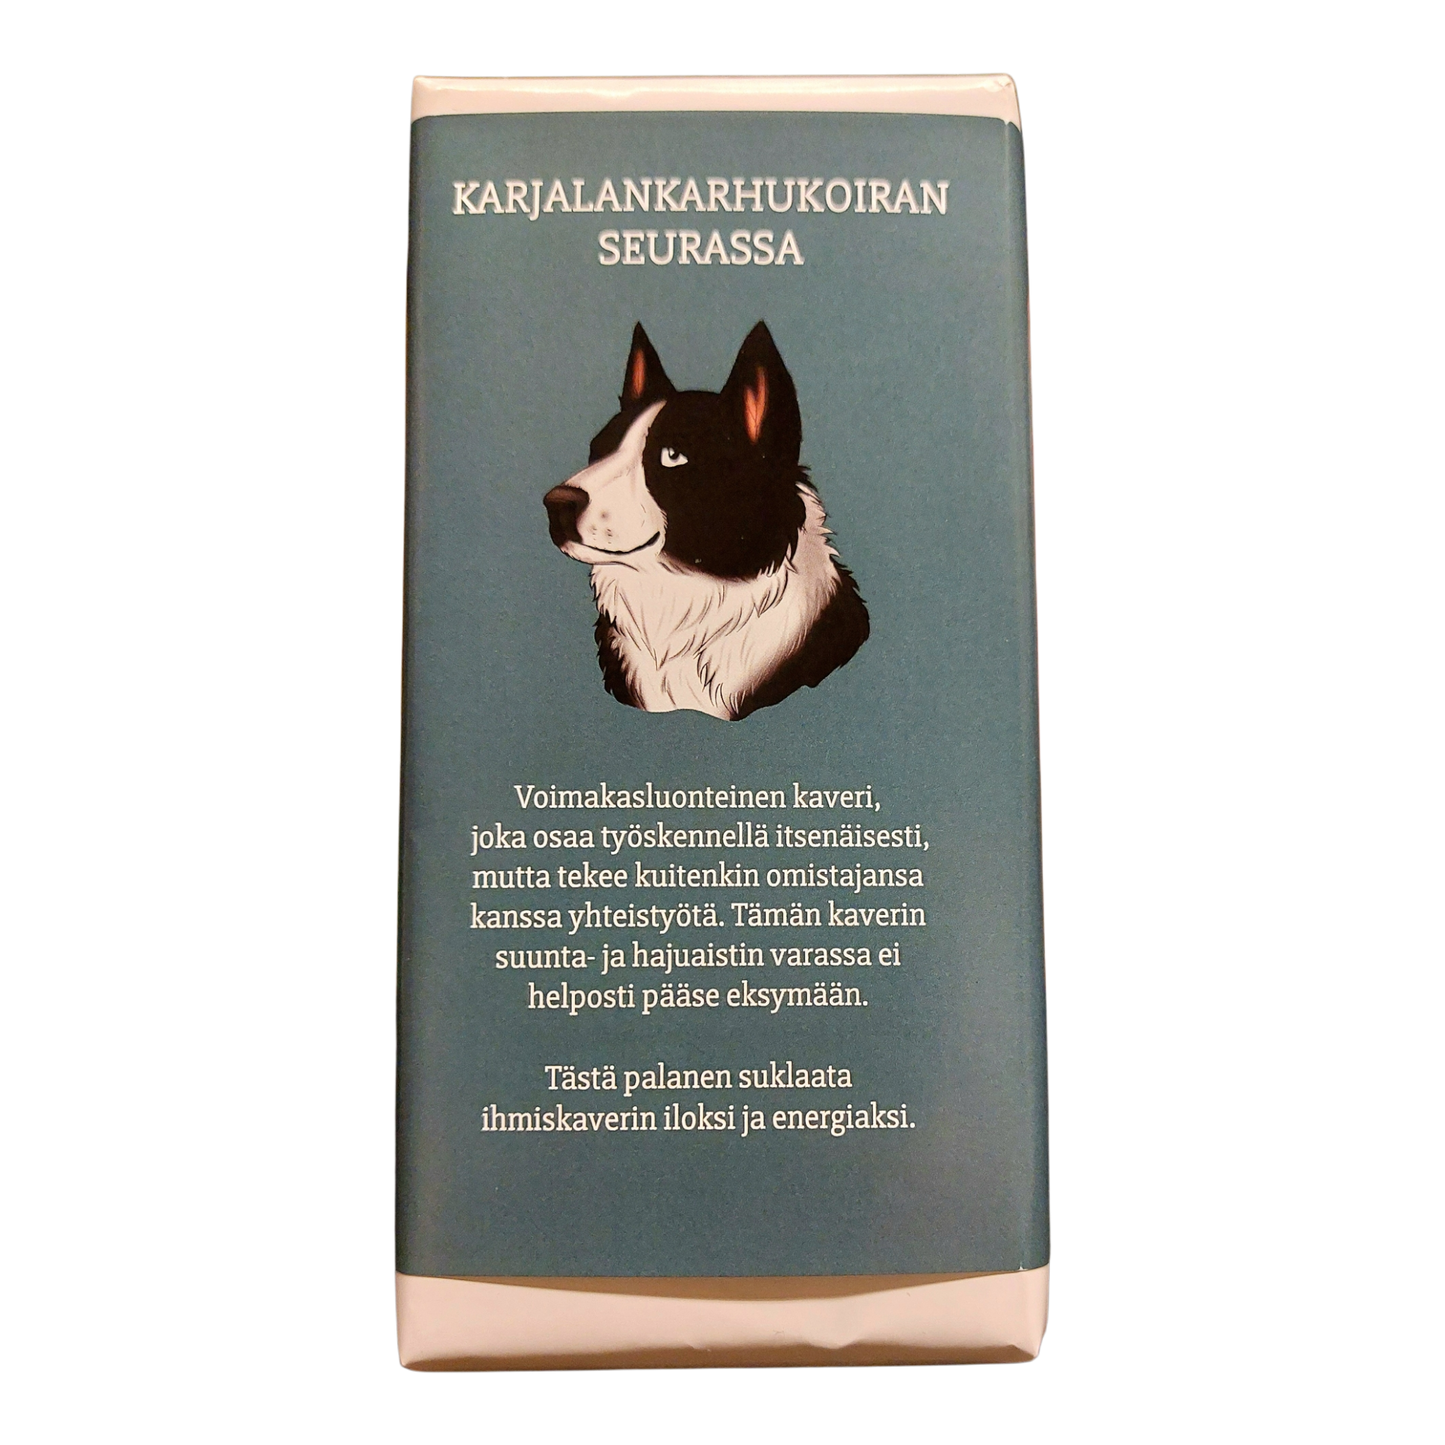 KARJALANKARHUKOIRAN
SEURASSA
Voimakasluonteinen kaveri,
joka osaa työskennellä itsenäisesti,
mutta tekee kuitenkin omistajansa
kanssa yhteistyötä. Tämän kaverin
suunta- ja hajuaistin varassa ei
helposti pääse eksymään.
Tästä palanen suklaata
ihmiskaverin iloksi ja energiaksi.